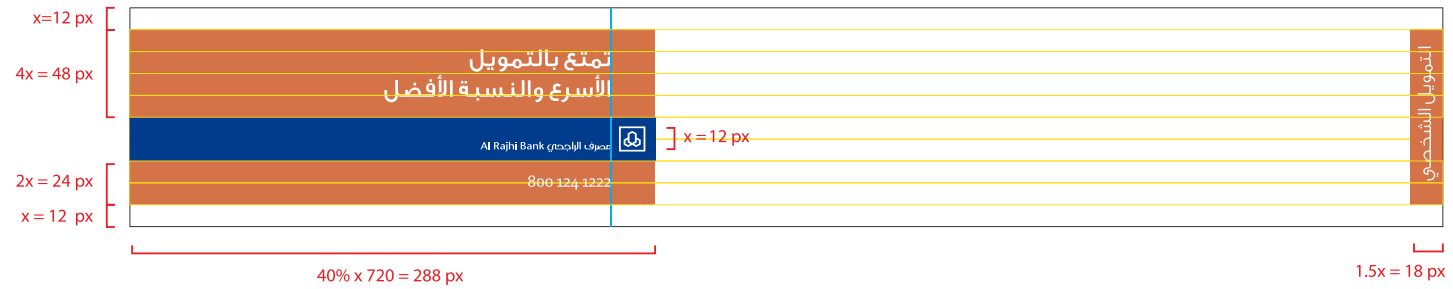 x=12 px
4x = 48 px
تمتع بالتمويل
الأسرع والنسبة الأفضل
التمويل الشخصي
مصرف الراجحي Al Rajhi Bank
x = 12 px
2x = 24 px
800 124 1222
x = 12 px
40% x 720 = 288 px
1.5x = 18 px